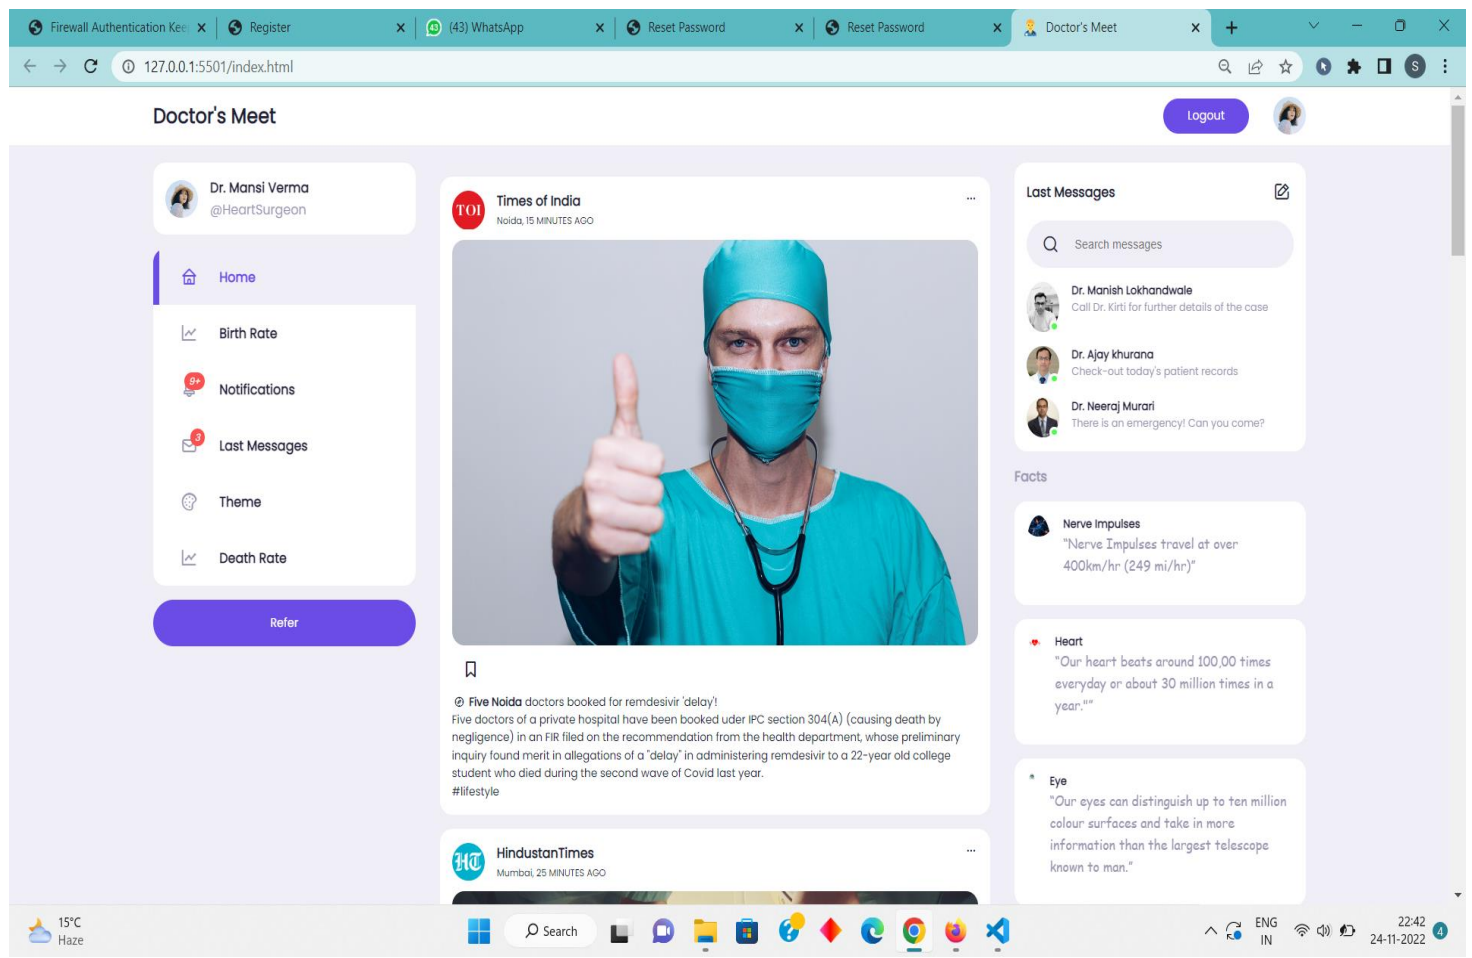 Firewall Authentication Kee
Register
(43) WhatsApp
Reset Password
Reset Password
Doctor's Meet
127.0.0.1:5501/index.html
S
Doctor's Meet
Logout
Dr. Mansi Verma
@HeartSurgeon
Home
Birth Rate
9+
Notifications
3
Last Messages
Theme
Death Rate
Refer
TOI
Times of India
Noida, 15 MINUTES AGO
Five Noida doctors booked for remdesivir 'delay'!
Five doctors of a private hospital have been booked uder IPC section 304(A) (causing death by
negligence) in an FIR filed on the recommendation from the health department, whose preliminary
inquiry found merit in allegations of a "delay" in administering remdesivir to a 22-year old college
student who died during the second wave of Covid last year.
#lifestyle
HT
HindustanTimes
Mumbai, 25 MINUTES AGO
Last Messages
Search messages
Dr. Manish Lokhandwale
Call Dr. Kirti for further details of the case
Dr. Ajay khurana
Check-out today's patient records
Dr. Neeraj Murari
There is an emergency! Can you come?
Facts
Nerve Impulses
"Nerve Impulses travel at over
400km/hr (249 mi/hr)"
Heart
"Our heart beats around 100,00 times
everyday or about 30 million times in a
year.""
Eye
"Our eyes can distinguish up to ten million
colour surfaces and take in more
information than the largest telescope
known to man."
15°C
Haze
Search
ENG
IN
22:42
24-11-2022
4